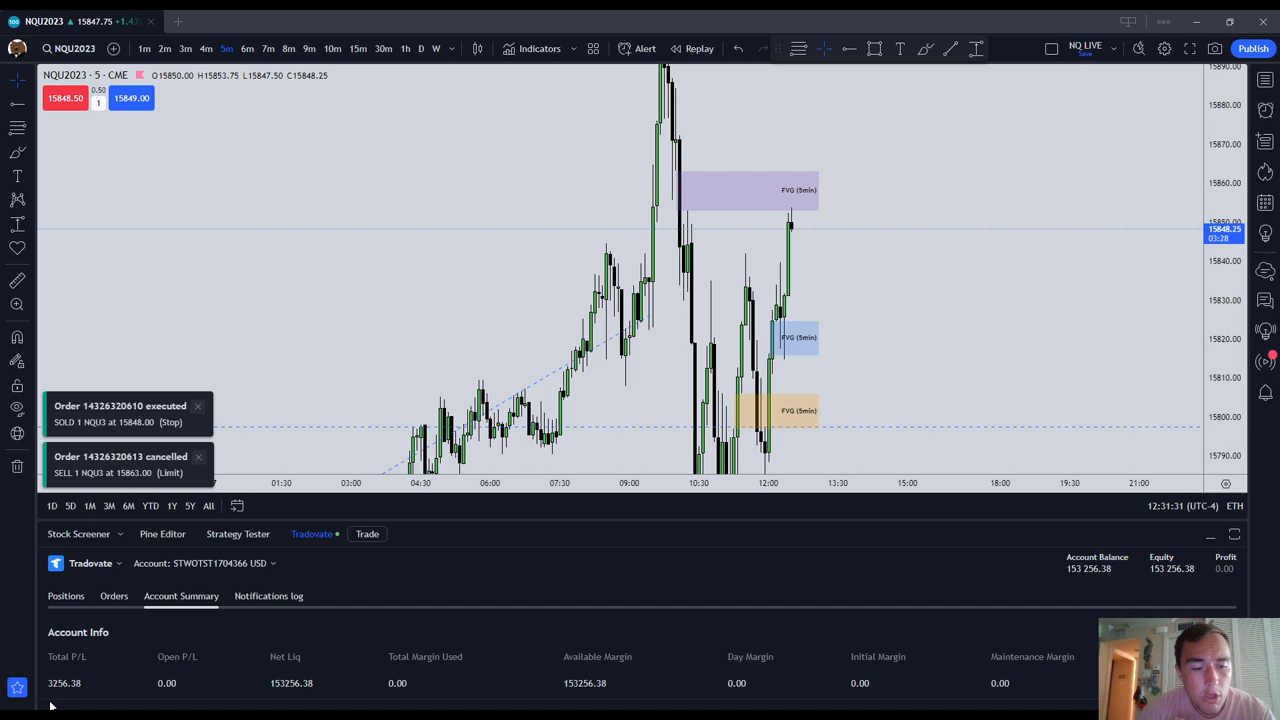 NQU2023 ▲ 15847.75 +1.43
NQU2023 1m 2m 3m 4m 5m 6m 7m 8m 9m 10m 15m 30m 1h D W Indicators Alert Replay NQ LIVE Save Publish
NQU2023 · 5 · CME O15850.00 H15853.75 L15847.50 C15848.25
15848.50 0.50 1 15849.00
15890.00
15880.00
15870.00
15860.00
15850.00
15848.25
03:28
15840.00
15830.00
15820.00
15810.00
15800.00
15790.00
FVG (5min)
FVG (5min)
FVG (5min)
Order 14326320610 executed
SOLD 1 NQU3 at 15848.00 (Stop)
Order 14326320613 cancelled
SELL 1 NQU3 at 15863.00 (Limit)
01:30 03:00 04:30 06:00 07:30 09:00 10:30 12:00 13:30 15:00 18:00 19:30 21:00
1D 5D 1M 3M 6M YTD 1Y 5Y All 12:31:31 (UTC-4) ETH
Stock Screener Pine Editor Strategy Tester Tradovate Trade
Tradovate Account: STWOTST1704366 USD
Account Balance Equity Profit
153 256.38 153 256.38 0.00
Positions Orders Account Summary Notifications log
Account Info
Total P/L Open P/L Net Liq Total Margin Used Available Margin Day Margin Initial Margin Maintenance Margin
3256.38 0.00 153256.38 0.00 153256.38 0.00 0.00 0.00